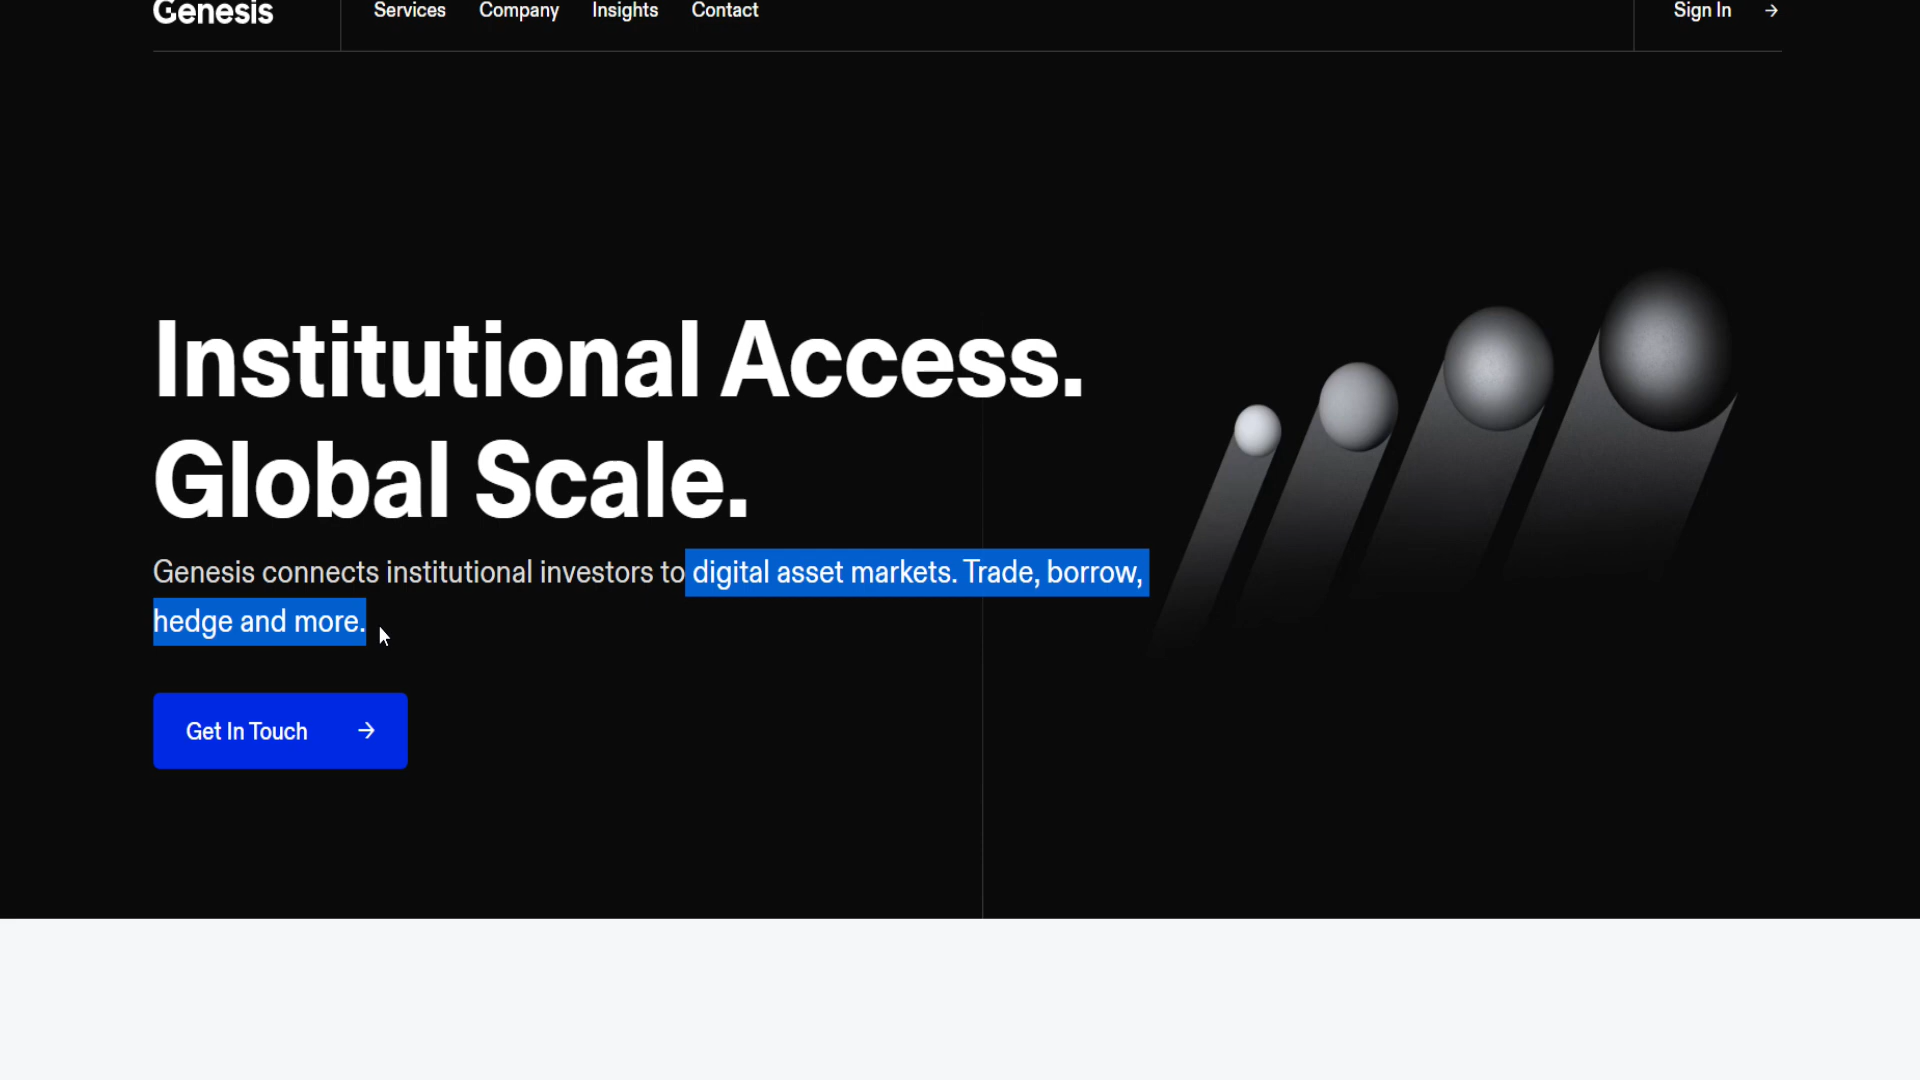 Genesis
Services
Company
Insights
Contact
Sign In →
Institutional Access.
Global Scale.
Genesis connects institutional investors to digital asset markets. Trade, borrow,
hedge and more.
Get In Touch →